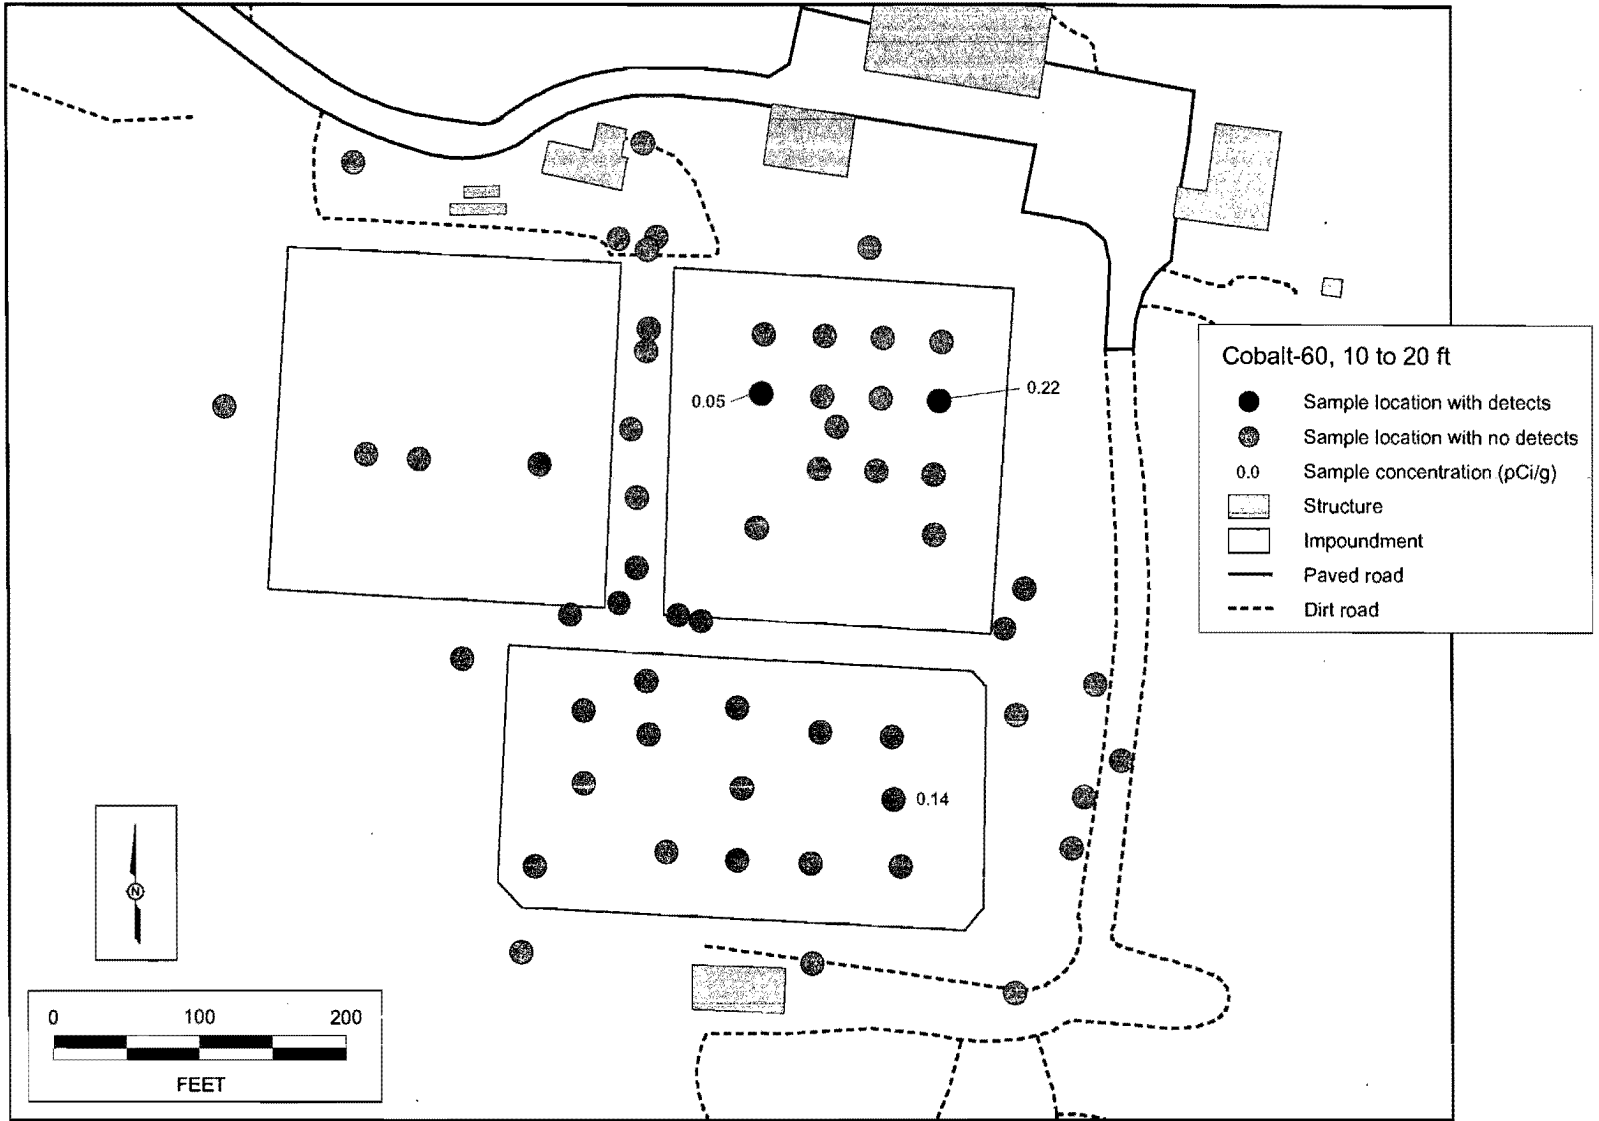 0.05
0.22
Cobalt-60, 10 to 20 ft
Sample location with detects
Sample location with no detects
0.0 Sample concentration (pCi/g)
Structure
Impoundment
Paved road
Dirt road
0.14
N
0 100 200
FEET